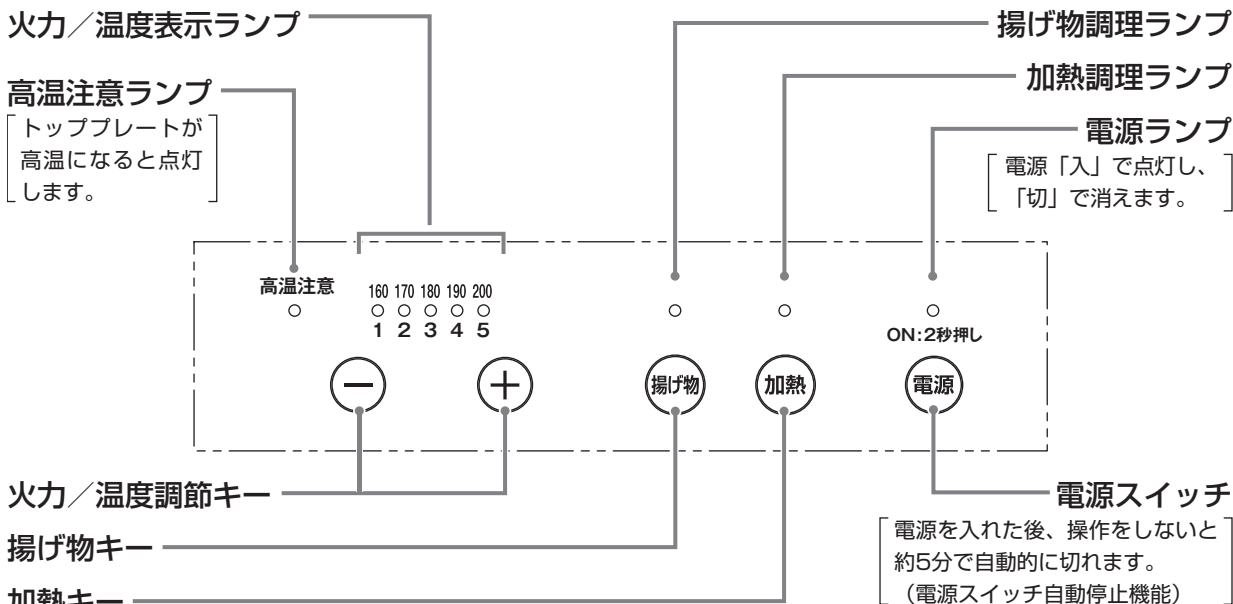 火力／温度表示ランプ
高温注意ランプ
トッププレートが
高温になると点灯
します。
揚げ物調理ランプ
加熱調理ランプ
電源ランプ
電源「入」で点灯し、
「切」で消えます。
高温注意
160 170 180 190 200
1 2 3 4 5
ON:2秒押し
－
＋
揚げ物
加熱
電源
火力／温度調節キー
揚げ物キー
加熱キー
電源スイッチ
電源を入れた後、操作をしないと
約5分で自動的に切れます。
（電源スイッチ自動停止機能）